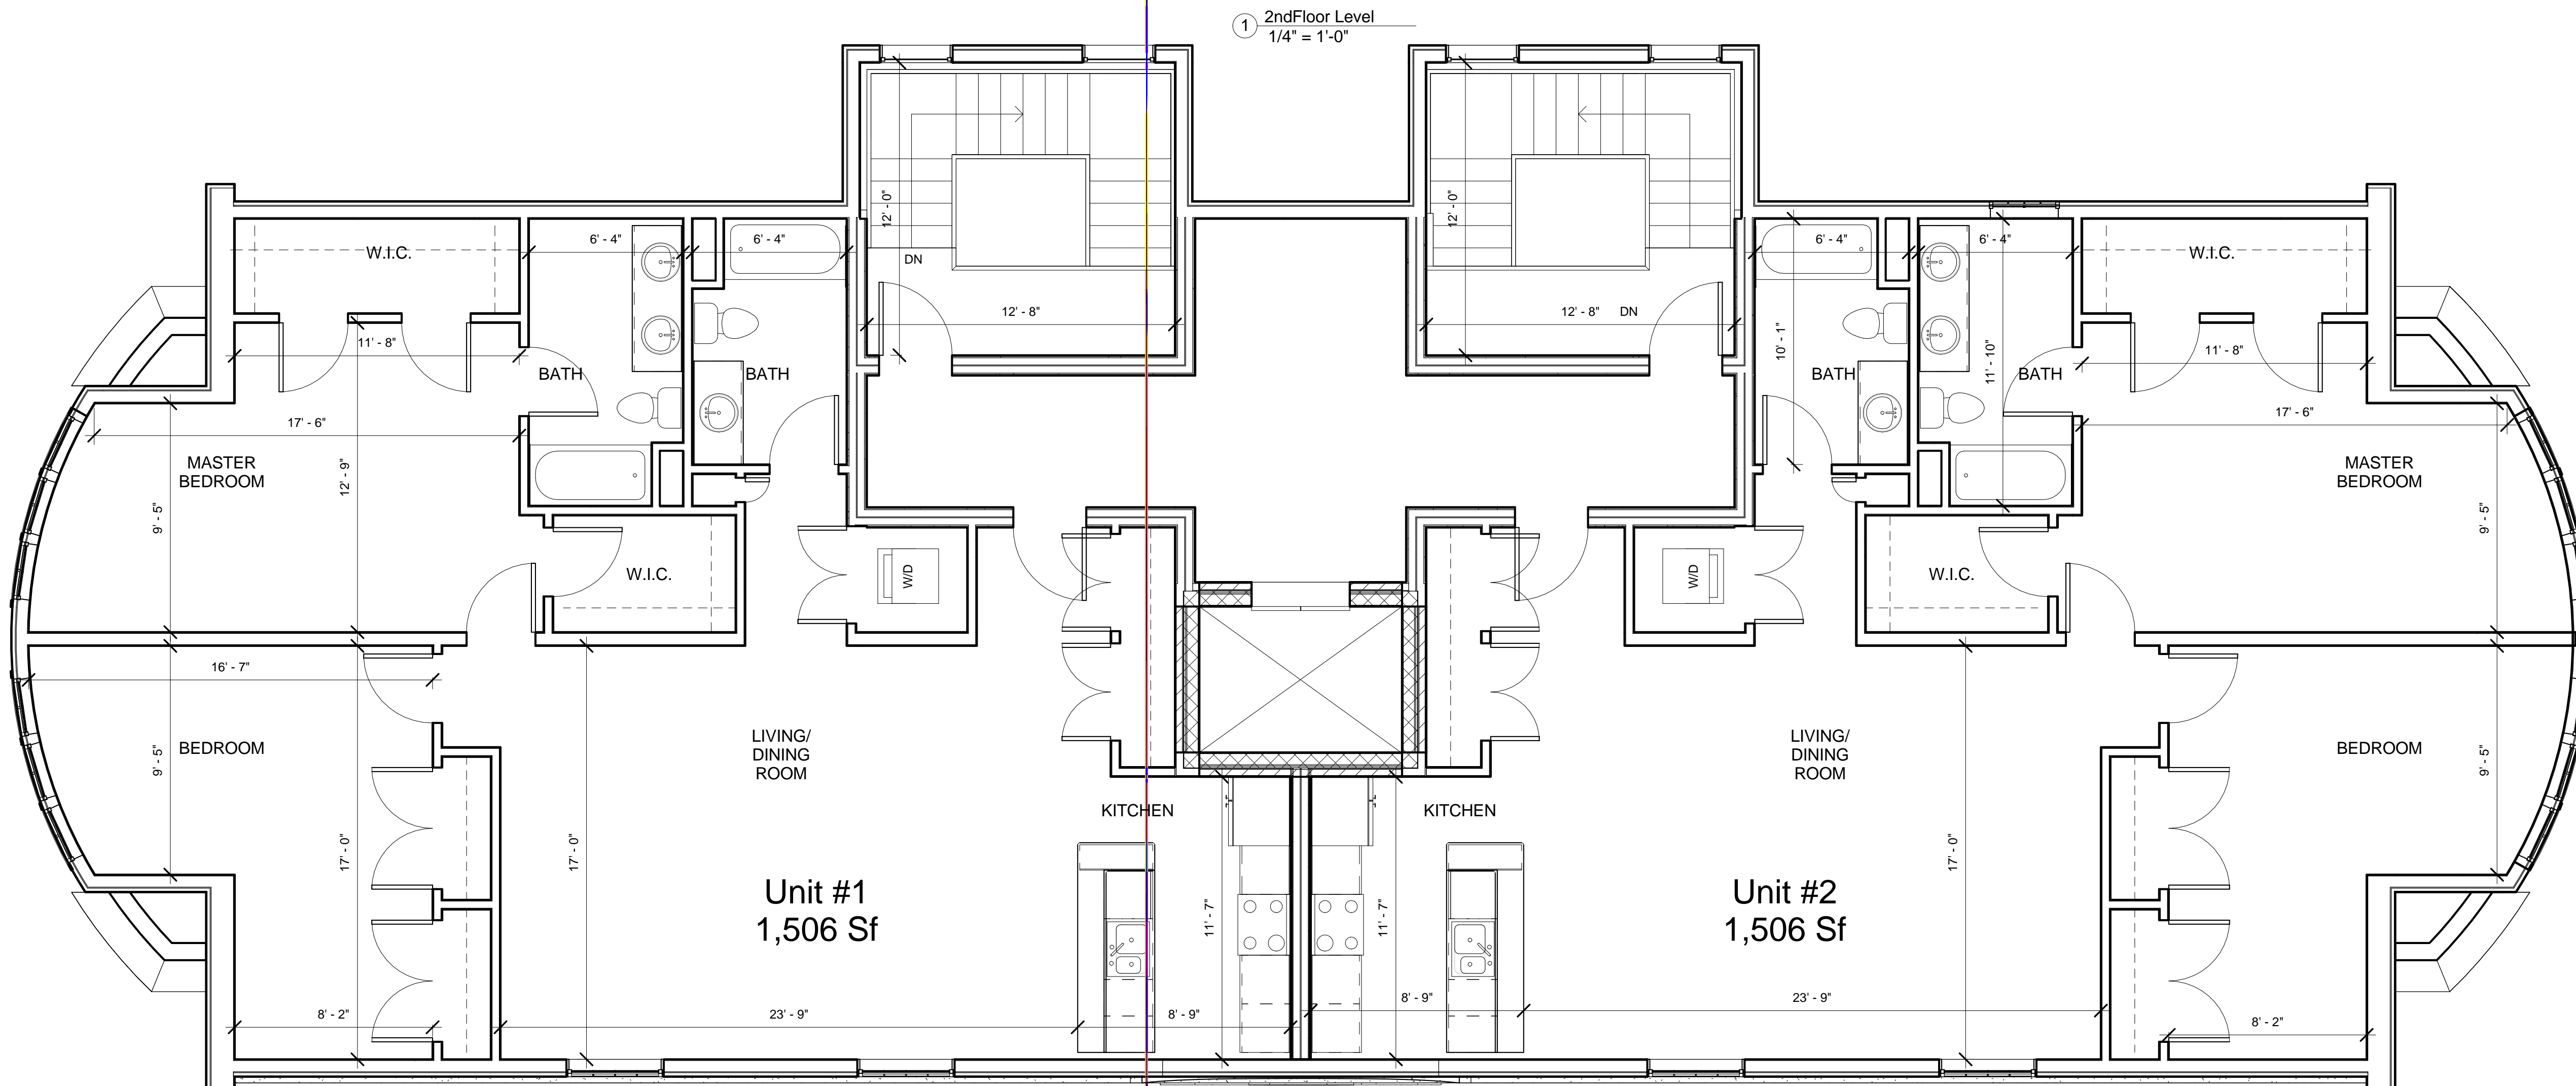 1
2ndFloor Level
1/4" = 1'-0"
12' - 0"
12' - 0"
W.I.C.
6' - 4"
6' - 4"
DN
6' - 4"
6' - 4"
W.I.C.
12' - 8"
12' - 8"
DN
11' - 8"
BATH
BATH
10' - 1"
BATH
11' - 10"
BATH
11' - 8"
17' - 6"
17' - 6"
MASTER
BEDROOM
12' - 9"
9' - 5"
MASTER
BEDROOM
9' - 5"
W.I.C.
W/D
W/D
W.I.C.
16' - 7"
BEDROOM
9' - 5"
LIVING/
DINING
ROOM
LIVING/
DINING
ROOM
BEDROOM
9' - 5"
KITCHEN
KITCHEN
17' - 0"
17' - 0"
17' - 0"
Unit #1
1,506 Sf
11' - 7"
11' - 7"
Unit #2
1,506 Sf
8' - 2"
23' - 9"
8' - 9"
8' - 9"
23' - 9"
8' - 2"